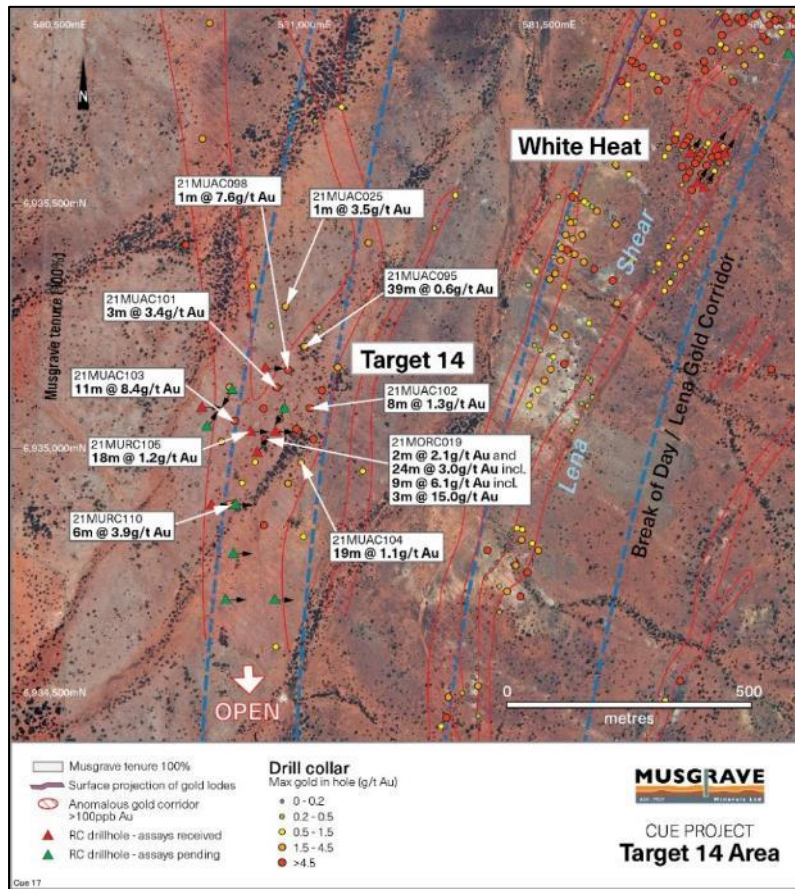 580,500mE
581,000mE
581,500mE
N
White Heat
21MUAC098
1m @ 7.6g/t Au
21MUAC025
1m @ 3.5g/t Au
6,935,500mN
Shear
Musgrave tenure (100%)
21MUAC095
39m @ 0.6g/t Au
21MUAC101
3m @ 3.4g/t Au
Target 14
Break of Day / Lena Gold Corridor
21MUAC103
11m @ 8.4g/t Au
21MUAC102
8m @ 1.3g/t Au
6,935,000mN
21MURC106
18m @ 1.2g/t Au
21MORC019
2m @ 2.1g/t Au and
24m @ 3.0g/t Au incl.
9m @ 6.1g/t Au incl.
3m @ 15.0g/t Au
Lena
21MURC110
6m @ 3.9g/t Au
21MUAC104
19m @ 1.1g/t Au
6,934,500mN
OPEN
0
500
metres
Musgrave tenure 100%
Surface projection of gold lodes
Anomalous gold corridor
>100ppb Au
RC drillhole - assays received
RC drillhole - assays pending
Drill collar
Max gold in hole (g/t Au)
0 - 0.2
0.2 - 0.5
0.5 - 1.5
1.5 - 4.5
>4.5
MUSGRAVE
Minerals Ltd
CUE PROJECT
Target 14 Area
Cue 17